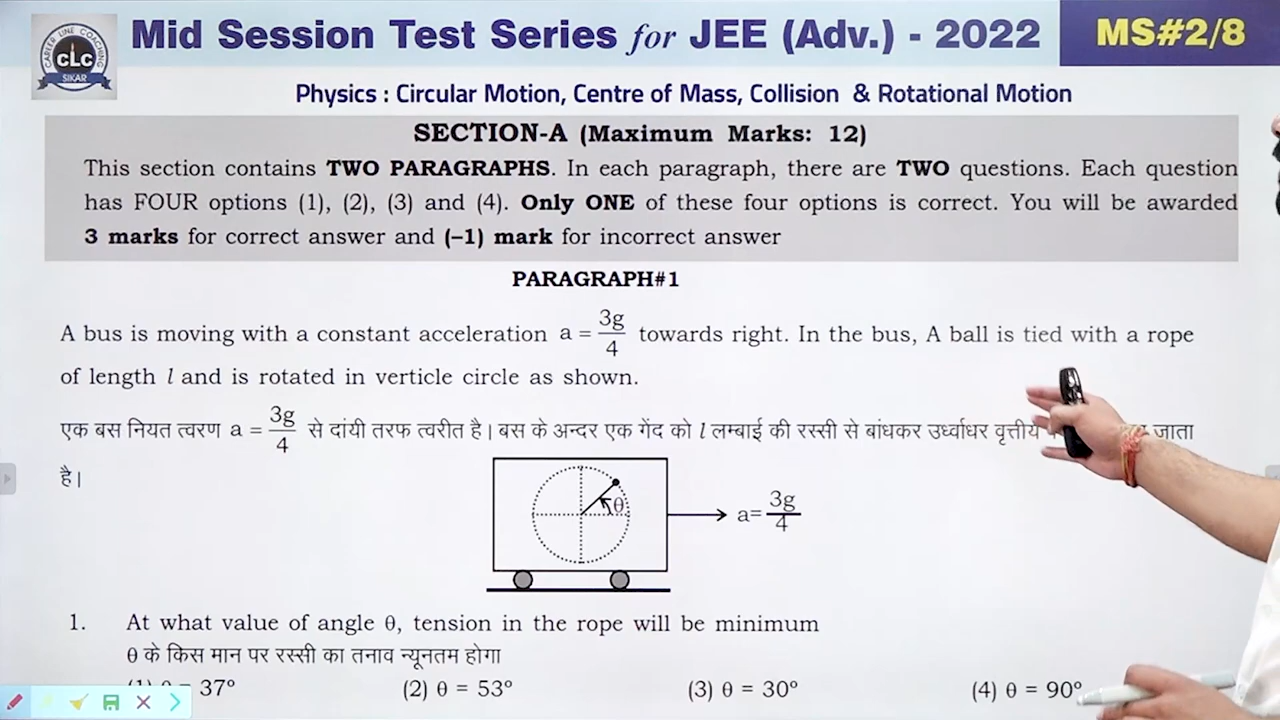 CAREER LINE COACHING
CLC
SIKAR
Mid Session Test Series for JEE (Adv.) - 2022
MS#2/8
Physics : Circular Motion, Centre of Mass, Collision & Rotational Motion
SECTION-A (Maximum Marks: 12)
This section contains TWO PARAGRAPHS. In each paragraph, there are TWO questions. Each question
has FOUR options (1), (2), (3) and (4). Only ONE of these four options is correct. You will be awarded
3 marks for correct answer and (–1) mark for incorrect answer
PARAGRAPH#1
A bus is moving with a constant acceleration a = 3g/4 towards right. In the bus, A ball is tied with a rope
of length l and is rotated in verticle circle as shown.
एक बस नियत त्वरण a = 3g/4 से दांयी तरफ त्वरीत है। बस के अन्दर एक गेंद को l लम्बाई की रस्सी से बांधकर उर्ध्वाधर वृत्तीय जाता
है।
θ
a= 3g/4
1. At what value of angle θ, tension in the rope will be minimum
θ के किस मान पर रस्सी का तनाव न्यूनतम होगा
(1) θ = 37º (2) θ = 53º (3) θ = 30º (4) θ = 90º